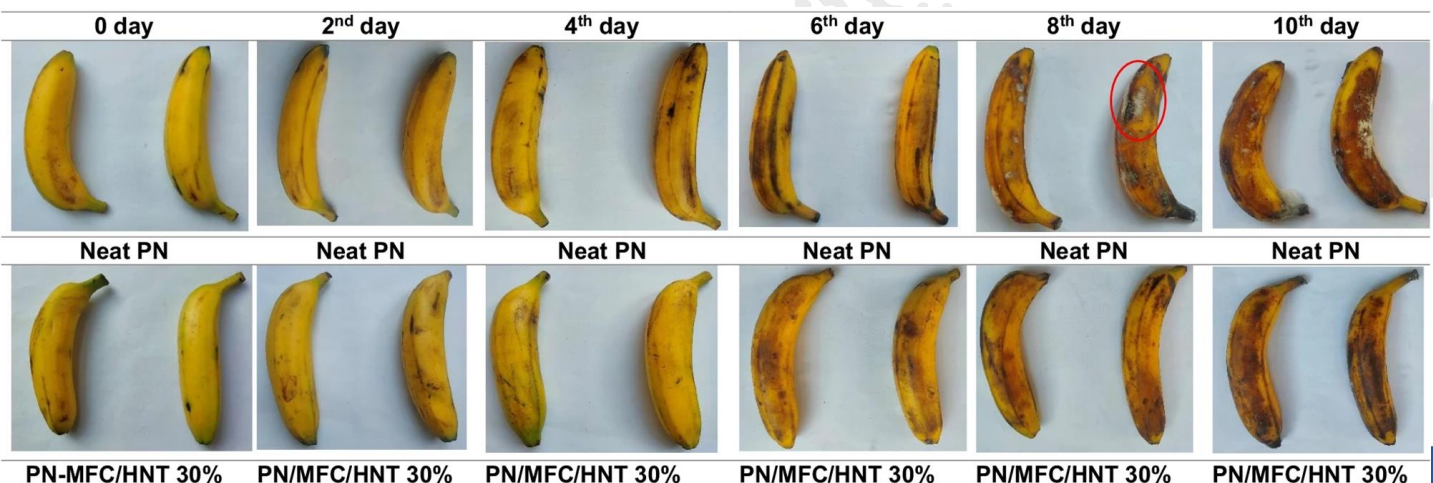 0 day 2nd day 4th day 6th day 8th day 10th day
Neat PN Neat PN Neat PN Neat PN Neat PN Neat PN
PN-MFC/HNT 30% PN/MFC/HNT 30% PN/MFC/HNT 30% PN/MFC/HNT 30% PN/MFC/HNT 30% PN/MFC/HNT 30%